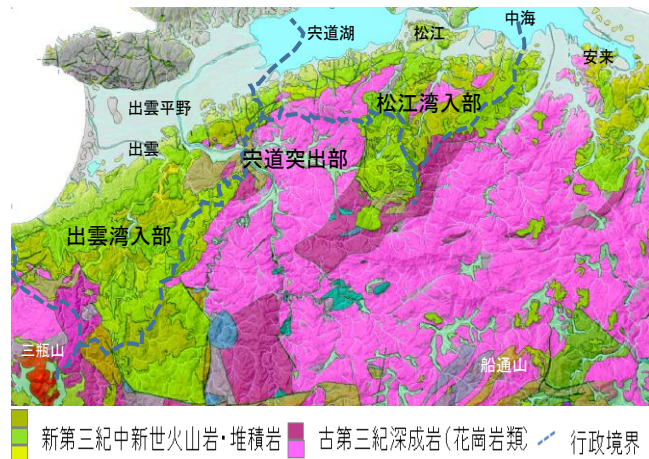 宍道湖
松江
中海
安来
出雲平野
松江湾入部
出雲
宍道突出部
出雲湾入部
三瓶山
船通山
新第三紀中新世火山岩・堆積岩
古第三紀深成岩(花崗岩類)
行政境界